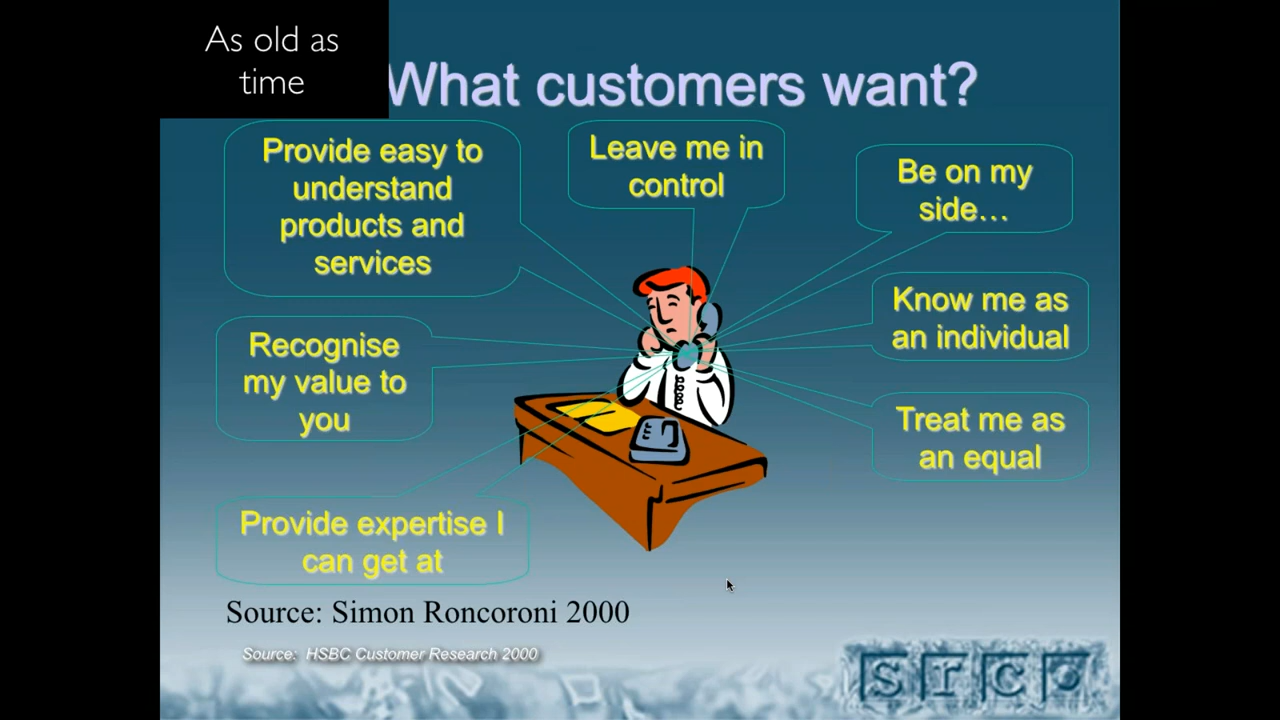 As old as
time
What customers want?
Provide easy to
understand
products and
services
Leave me in
control
Be on my
side…
Know me as
an individual
Recognise
my value to
you
Treat me as
an equal
Provide expertise I
can get at
Source: Simon Roncoroni 2000
Source: HSBC Customer Research 2000
srcp